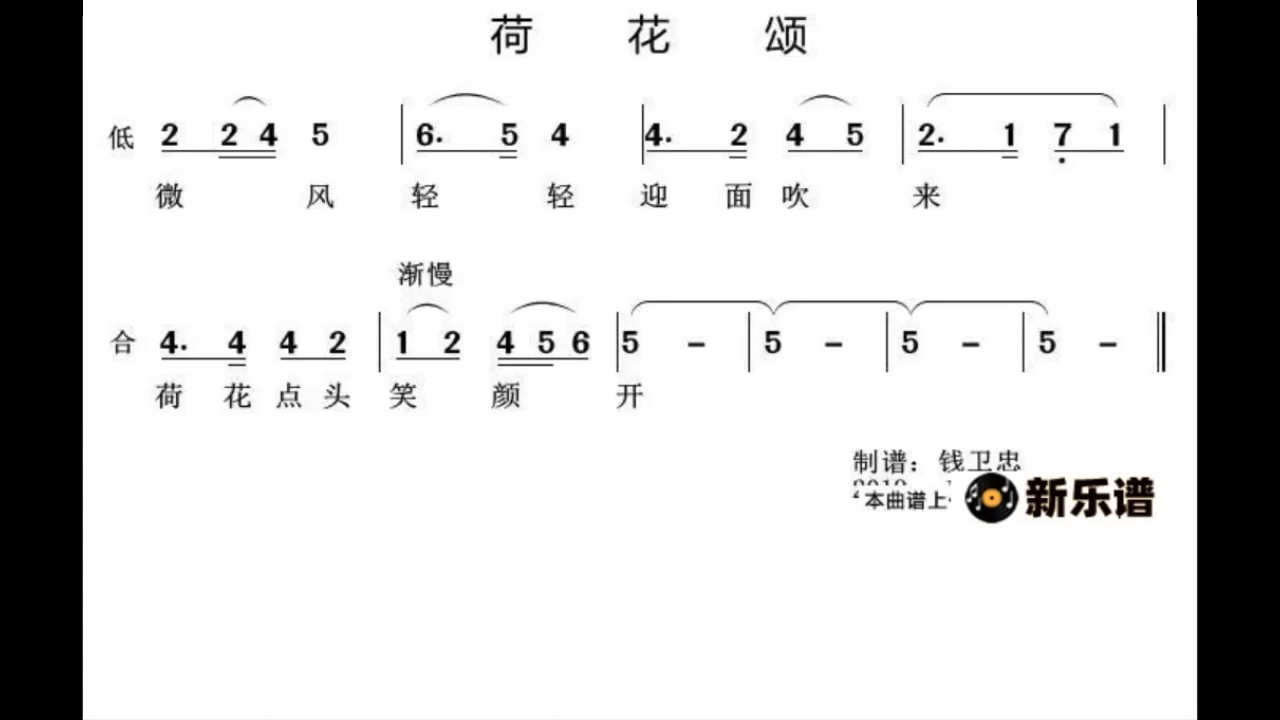 荷 花 颂
低 2 2 4 5 | 6. 5 4 | 4. 2 4 5 | 2. 1 7 1 |
微 风 轻 轻 迎 面 吹 来
渐慢
合 4. 4 4 2 | 1 2 4 5 6 | 5 – | 5 – | 5 – | 5 – ‖
荷 花 点 头 笑 颜 开
制谱：钱卫忠
本曲谱上
新乐谱